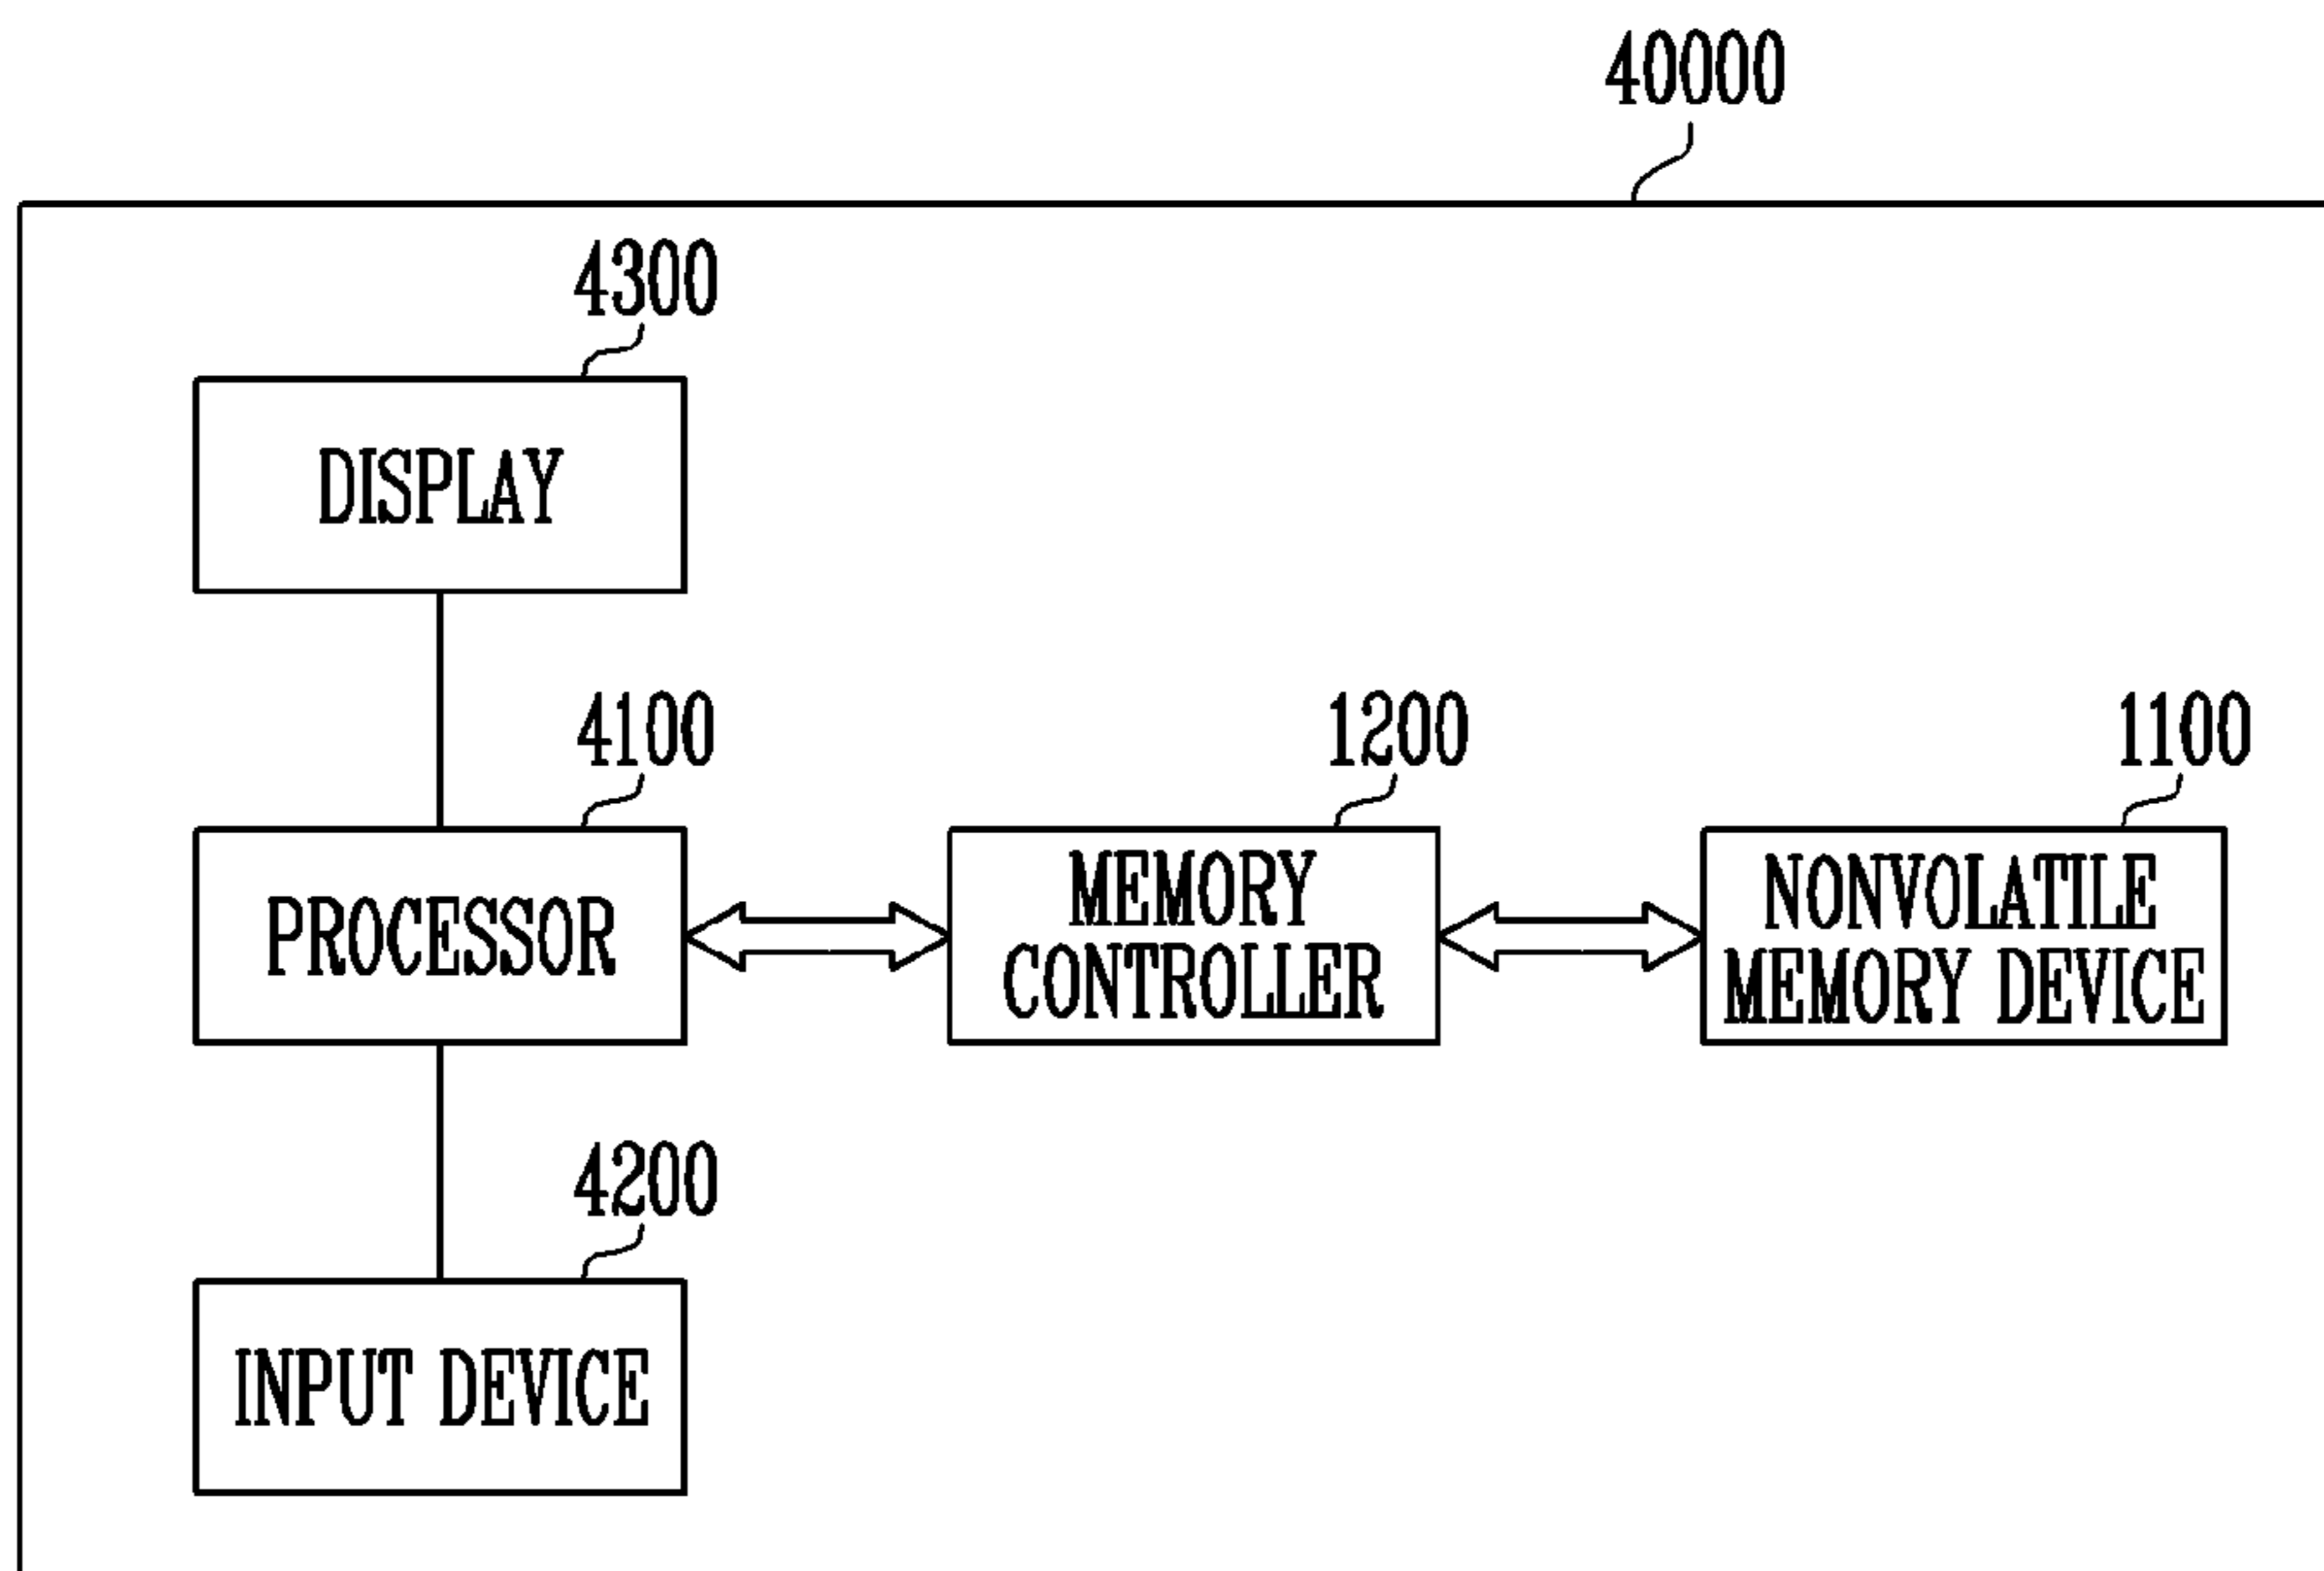 40000
4300
DISPLAY
4100
PROCESSOR
1200
MEMORY
CONTROLLER
1100
NONVOLATILE
MEMORY DEVICE
4200
INPUT DEVICE